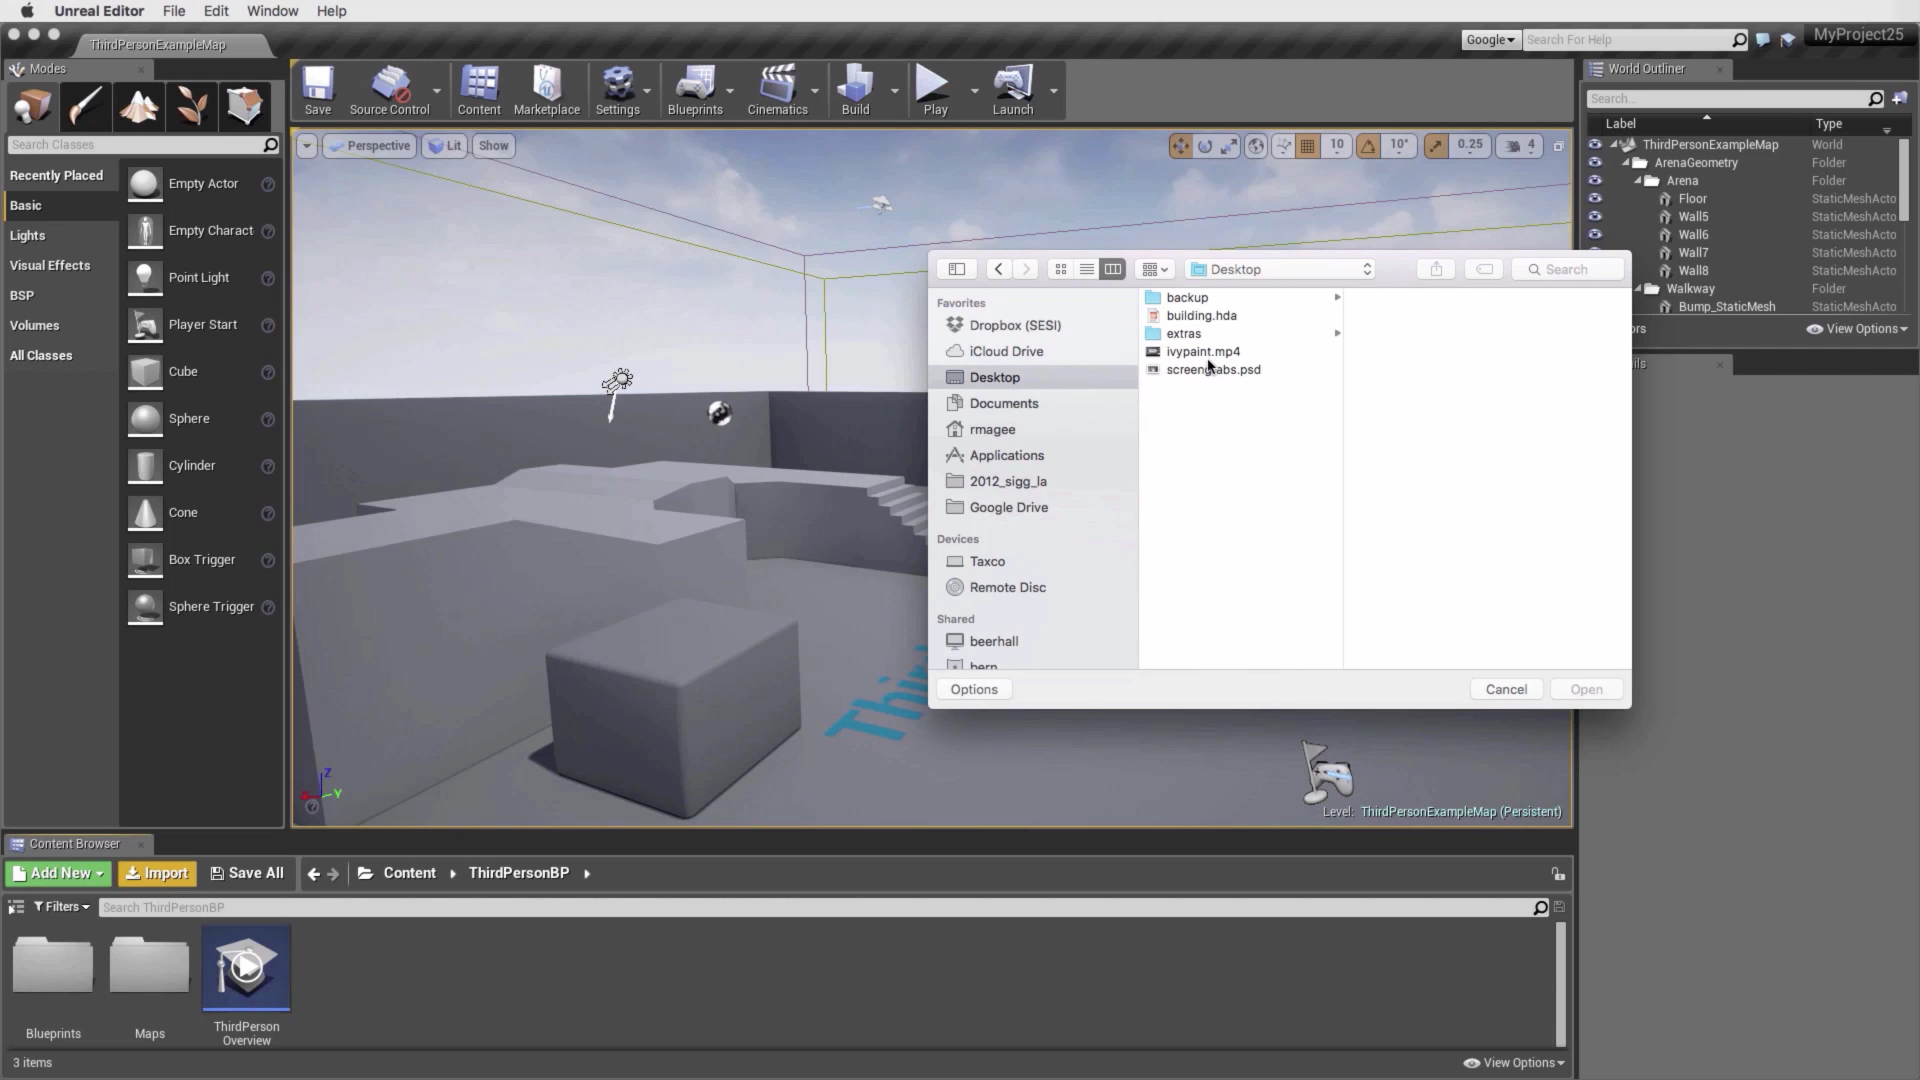 Unreal Editor File Edit Window Help
ThirdPersonExampleMap
Google Search For Help MyProject25
Modes
Save Source Control Content Marketplace Settings Blueprints Cinematics Build Play Launch
World Outliner
Search...
Label Type
Search Classes
Perspective Lit Show 10 10° 0.25 4
Recently Placed
Basic
Lights
Visual Effects
BSP
Volumes
All Classes
Empty Actor
Empty Charact
Point Light
Player Start
Cube
Sphere
Cylinder
Cone
Box Trigger
Sphere Trigger
ThirdPersonExampleMap World
ArenaGeometry Folder
Arena Folder
Floor StaticMeshActo
Wall5 StaticMeshActo
Wall6 StaticMeshActo
Wall7 StaticMeshActo
Wall8 StaticMeshActo
Walkway Folder
Bump_StaticMesh StaticMeshActo
ors View Options
ils
Desktop Search
Favorites
Dropbox (SESI)
iCloud Drive
Desktop
Documents
rmagee
Applications
2012_sigg_la
Google Drive
Devices
Taxco
Remote Disc
Shared
beerhall
bern
backup
building.hda
extras
ivypaint.mp4
screengrabs.psd
Options Cancel Open
Thir
Z
Y
Level: ThirdPersonExampleMap (Persistent)
Content Browser
Add New Import Save All Content ThirdPersonBP
Filters Search ThirdPersonBP
Blueprints
Maps
ThirdPerson
Overview
3 items View Options